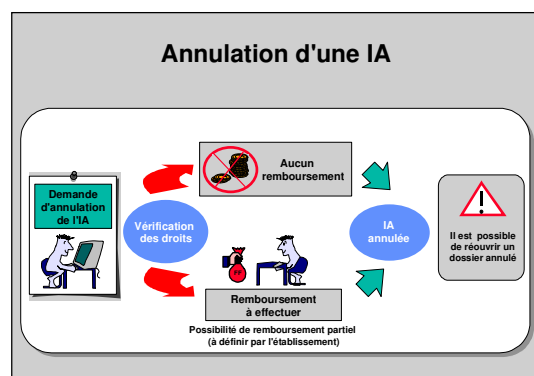 Annulation d'une IA
Demande
d'annulation
de l'IA
Vérification
des droits
Aucun
remboursement
FF
Remboursement
à effectuer
Possibilité de remboursement partiel
(à définir par l'établissement)
IA
annulée
Il est possible
de réouvrir un
dossier annulé